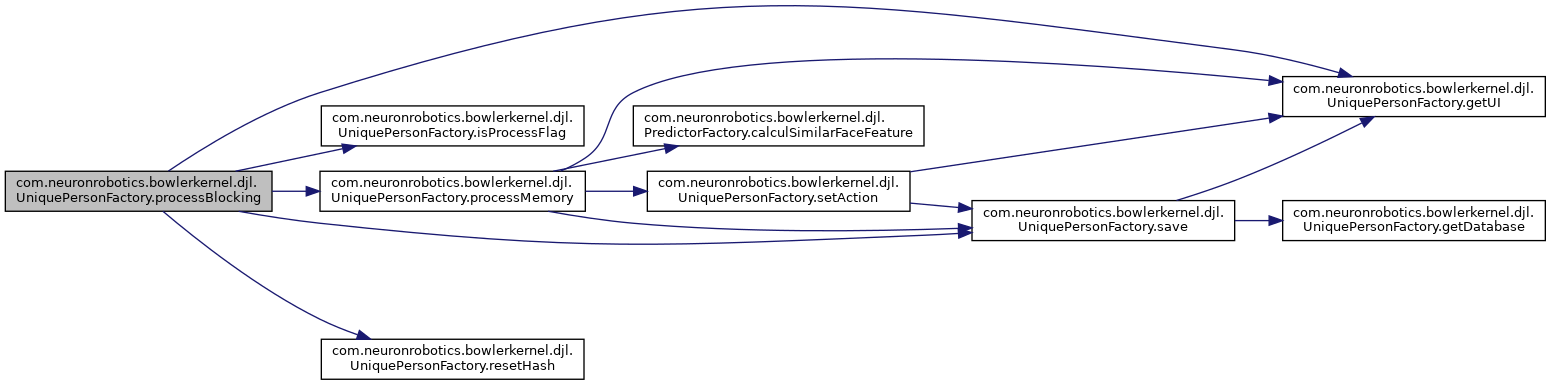 com.neuronrobotics.bowlerkernel.djl.
UniquePersonFactory.processBlocking
com.neuronrobotics.bowlerkernel.djl.
UniquePersonFactory.isProcessFlag
com.neuronrobotics.bowlerkernel.djl.
UniquePersonFactory.processMemory
com.neuronrobotics.bowlerkernel.djl.
UniquePersonFactory.resetHash
com.neuronrobotics.bowlerkernel.djl.
PredictorFactory.calculSimilarFaceFeature
com.neuronrobotics.bowlerkernel.djl.
UniquePersonFactory.setAction
com.neuronrobotics.bowlerkernel.djl.
UniquePersonFactory.save
com.neuronrobotics.bowlerkernel.djl.
UniquePersonFactory.getUI
com.neuronrobotics.bowlerkernel.djl.
UniquePersonFactory.getDatabase